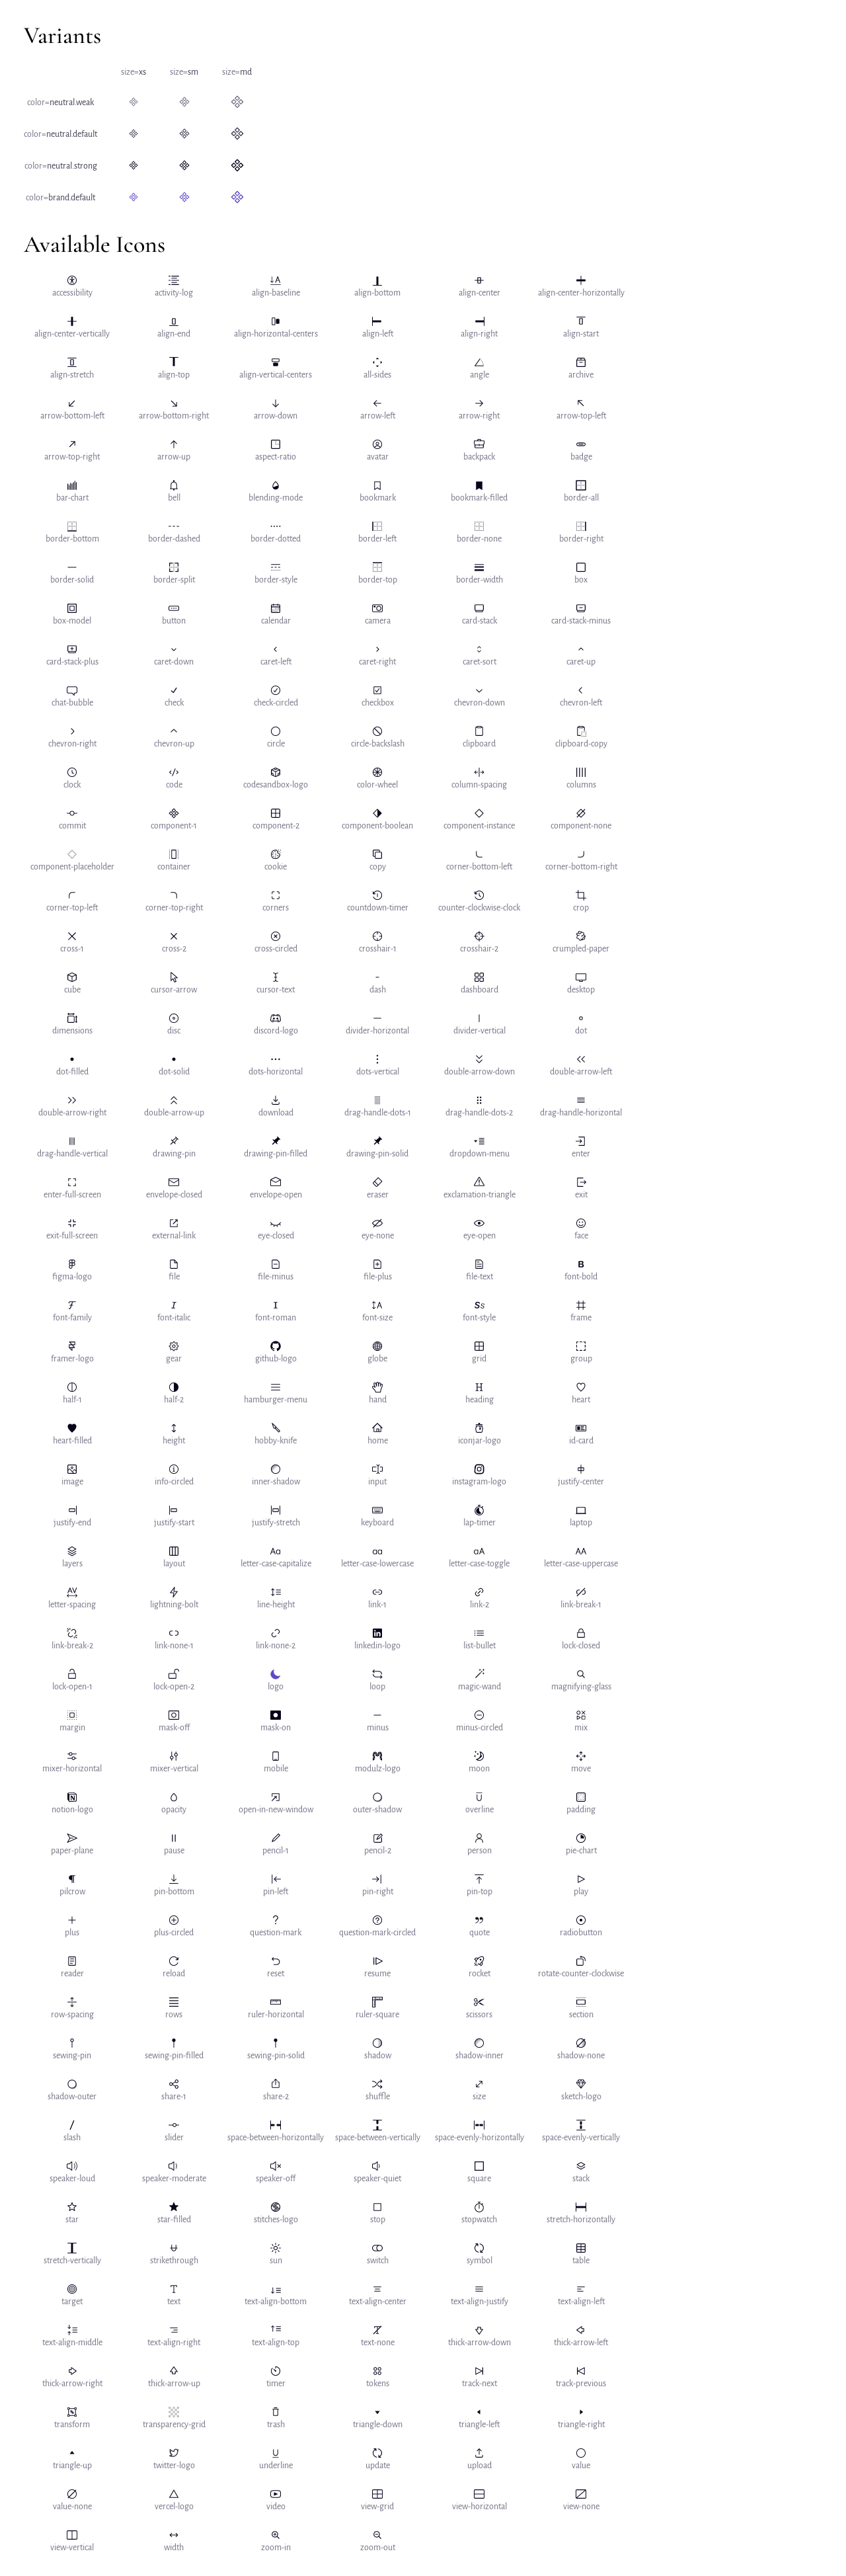 Variants
size=xs size=sm size=md
color=neutral.weak
color=neutral.default
color=neutral.strong
color=brand.default
Available Icons
accessibility activity-log align-baseline align-bottom align-center align-center-horizontally
align-center-vertically align-end align-horizontal-centers align-left align-right align-start
align-stretch align-top align-vertical-centers all-sides angle archive
arrow-bottom-left arrow-bottom-right arrow-down arrow-left arrow-right arrow-top-left
arrow-top-right arrow-up aspect-ratio avatar backpack badge
bar-chart bell blending-mode bookmark bookmark-filled border-all
border-bottom border-dashed border-dotted border-left border-none border-right
border-solid border-split border-style border-top border-width box
box-model button calendar camera card-stack card-stack-minus
card-stack-plus caret-down caret-left caret-right caret-sort caret-up
chat-bubble check check-circled checkbox chevron-down chevron-left
chevron-right chevron-up circle circle-backslash clipboard clipboard-copy
clock code codesandbox-logo color-wheel column-spacing columns
commit component-1 component-2 component-boolean component-instance component-none
component-placeholder container cookie copy corner-bottom-left corner-bottom-right
corner-top-left corner-top-right corners countdown-timer counter-clockwise-clock crop
cross-1 cross-2 cross-circled crosshair-1 crosshair-2 crumpled-paper
cube cursor-arrow cursor-text dash dashboard desktop
dimensions disc discord-logo divider-horizontal divider-vertical dot
dot-filled dot-solid dots-horizontal dots-vertical double-arrow-down double-arrow-left
double-arrow-right double-arrow-up download drag-handle-dots-1 drag-handle-dots-2 drag-handle-horizontal
drag-handle-vertical drawing-pin drawing-pin-filled drawing-pin-solid dropdown-menu enter
enter-full-screen envelope-closed envelope-open eraser exclamation-triangle exit
exit-full-screen external-link eye-closed eye-none eye-open face
figma-logo file file-minus file-plus file-text font-bold
font-family font-italic font-roman font-size font-style frame
framer-logo gear github-logo globe grid group
half-1 half-2 hamburger-menu hand heading heart
heart-filled height hobby-knife home iconjar-logo id-card
image info-circled inner-shadow input instagram-logo justify-center
justify-end justify-start justify-stretch keyboard lap-timer laptop
layers layout letter-case-capitalize letter-case-lowercase letter-case-toggle letter-case-uppercase
letter-spacing lightning-bolt line-height link-1 link-2 link-break-1
link-break-2 link-none-1 link-none-2 linkedin-logo list-bullet lock-closed
lock-open-1 lock-open-2 logo loop magic-wand magnifying-glass
margin mask-off mask-on minus minus-circled mix
mixer-horizontal mixer-vertical mobile modulz-logo moon move
notion-logo opacity open-in-new-window outer-shadow overline padding
paper-plane pause pencil-1 pencil-2 person pie-chart
pilcrow pin-bottom pin-left pin-right pin-top play
plus plus-circled question-mark question-mark-circled quote radiobutton
reader reload reset resume rocket rotate-counter-clockwise
row-spacing rows ruler-horizontal ruler-square scissors section
sewing-pin sewing-pin-filled sewing-pin-solid shadow shadow-inner shadow-none
shadow-outer share-1 share-2 shuffle size sketch-logo
slash slider space-between-horizontally space-between-vertically space-evenly-horizontally space-evenly-vertically
speaker-loud speaker-moderate speaker-off speaker-quiet square stack
star star-filled stitches-logo stop stopwatch stretch-horizontally
stretch-vertically strikethrough sun switch symbol table
target text text-align-bottom text-align-center text-align-justify text-align-left
text-align-middle text-align-right text-align-top text-none thick-arrow-down thick-arrow-left
thick-arrow-right thick-arrow-up timer tokens track-next track-previous
transform transparency-grid trash triangle-down triangle-left triangle-right
triangle-up twitter-logo underline update upload value
value-none vercel-logo video view-grid view-horizontal view-none
view-vertical width zoom-in zoom-out